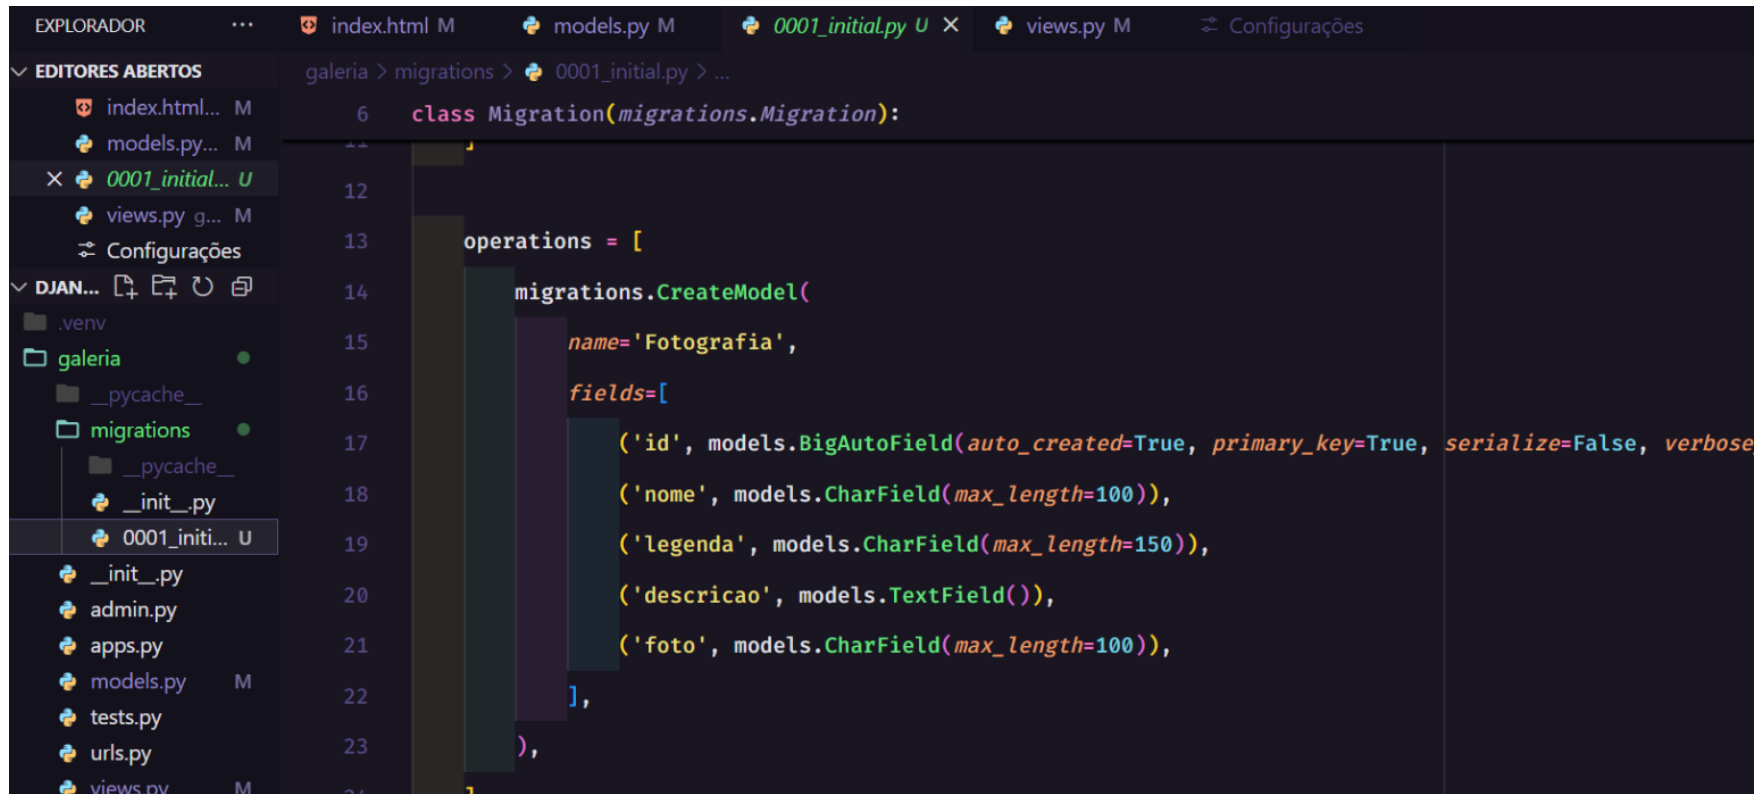 EXPLORADOR ···
index.html M models.py M 0001_initial.py U views.py M Configurações
EDITORES ABERTOS
galeria > migrations > 0001_initial.py > ...
index.html... M
models.py... M
0001_initial... U
views.py g... M
Configurações
DJAN...
.venv
galeria
__pycache__
migrations
__pycache__
__init__.py
0001_initi... U
__init__.py
admin.py
apps.py
models.py M
tests.py
urls.py
views.py M
6 class Migration(migrations.Migration):
11 ]
12
13 operations = [
14 migrations.CreateModel(
15 name='Fotografia',
16 fields=[
17 ('id', models.BigAutoField(auto_created=True, primary_key=True, serialize=False, verbose
18 ('nome', models.CharField(max_length=100)),
19 ('legenda', models.CharField(max_length=150)),
20 ('descricao', models.TextField()),
21 ('foto', models.CharField(max_length=100)),
22 ],
23 ),
24 ]